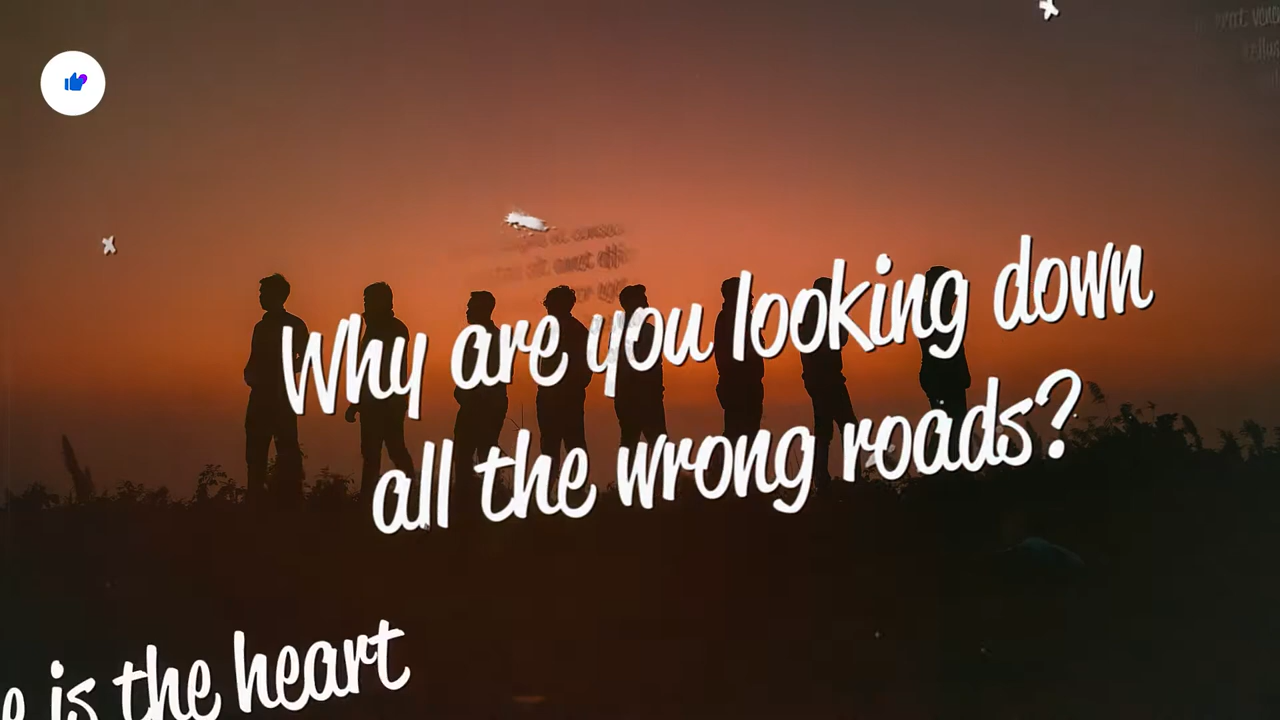 Why are you looking down
all the wrong roads?
is the heart